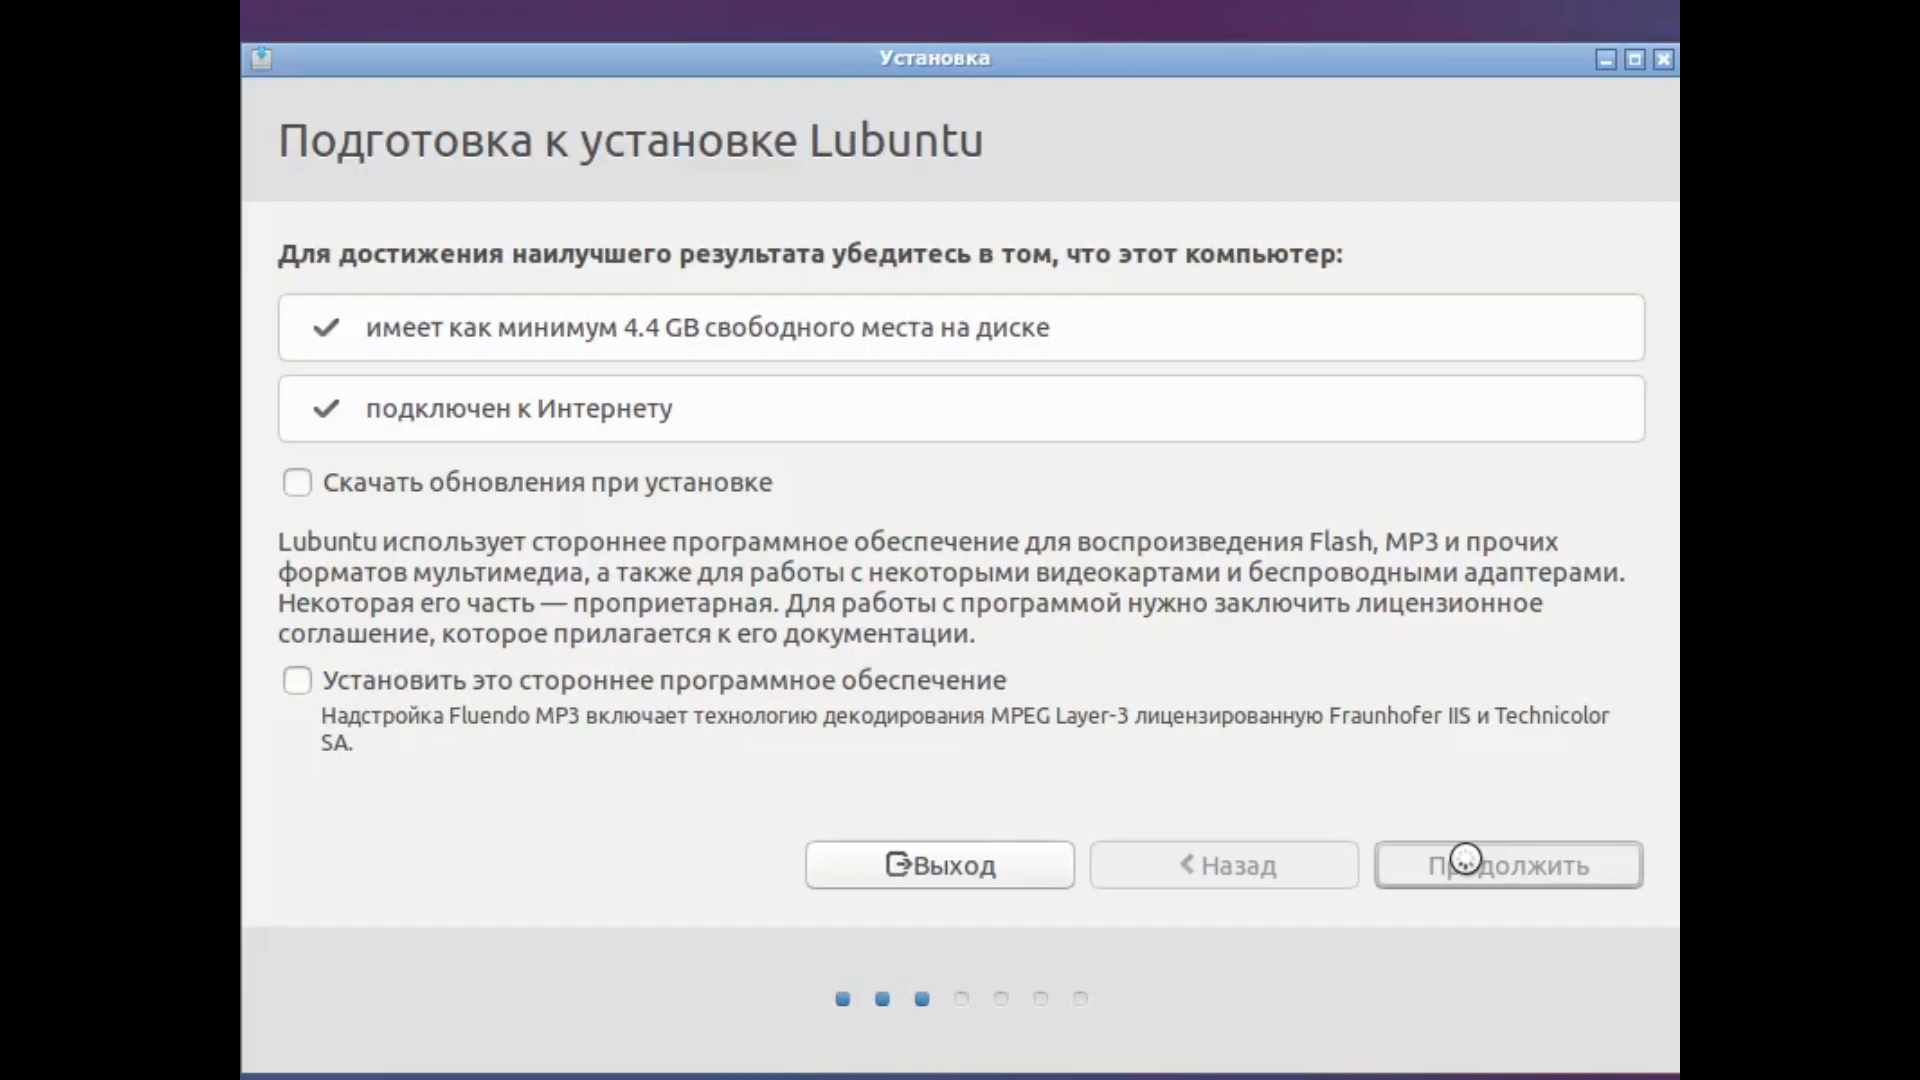 Установка
Подготовка к установке Lubuntu
Для достижения наилучшего результата убедитесь в том, что этот компьютер:
имеет как минимум 4.4 GB свободного места на диске
подключен к Интернету
Скачать обновления при установке
Lubuntu использует стороннее программное обеспечение для воспроизведения Flash, MP3 и прочих
форматов мультимедиа, а также для работы с некоторыми видеокартами и беспроводными адаптерами.
Некоторая его часть — проприетарная. Для работы с программой нужно заключить лицензионное
соглашение, которое прилагается к его документации.
Установить это стороннее программное обеспечение
Надстройка Fluendo MP3 включает технологию декодирования MPEG Layer-3 лицензированную Fraunhofer IIS и Technicolor
SA.
Выход
Назад
Продолжить